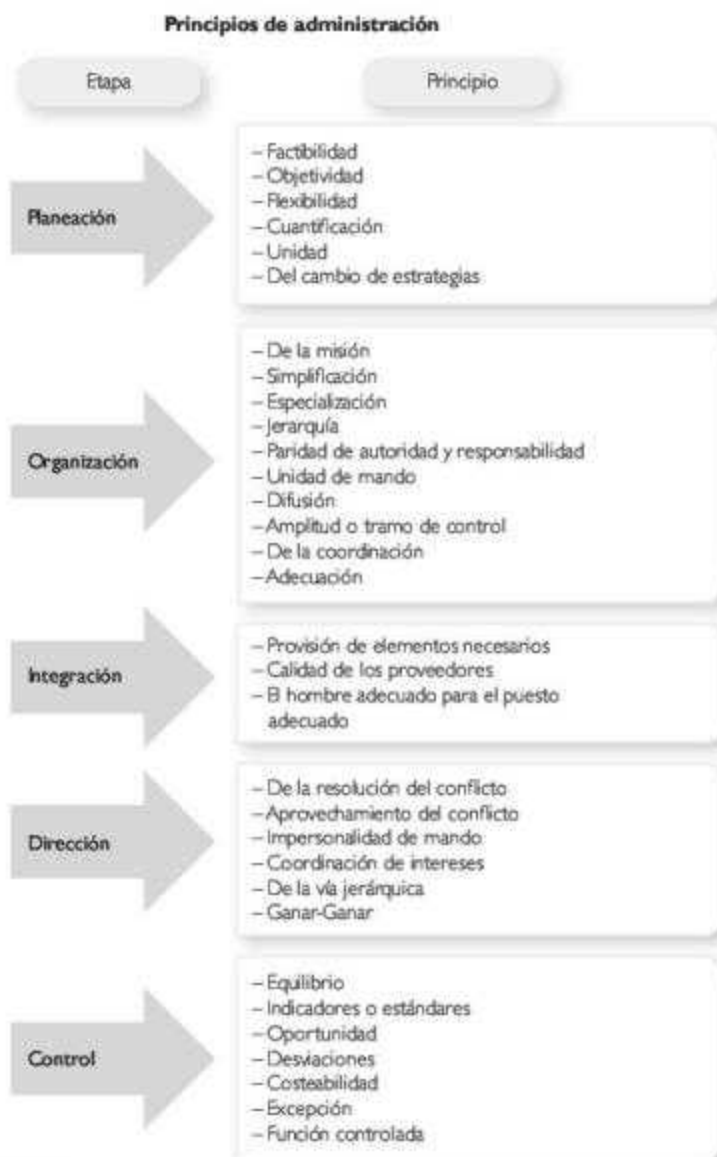 Principios de administración
Etapa
Principio
Planeación
– Factibilidad
– Objetividad
– Flexibilidad
– Cuantificación
– Unidad
– Del cambio de estrategias
Organización
– De la misión
– Simplificación
– Especialización
– Jerarquía
– Paridad de autoridad y responsabilidad
– Unidad de mando
– Difusión
– Amplitud o tramo de control
– De la coordinación
– Adecuación
Integración
– Provisión de elementos necesarios
– Calidad de los proveedores
– El hombre adecuado para el puesto
adecuado
Dirección
– De la resolución del conflicto
– Aprovechamiento del conflicto
– Impersonalidad de mando
– Coordinación de intereses
– De la vía jerárquica
– Ganar-Ganar
Control
– Equilibrio
– Indicadores o estándares
– Oportunidad
– Desviaciones
– Costeabilidad
– Excepción
– Función controlada